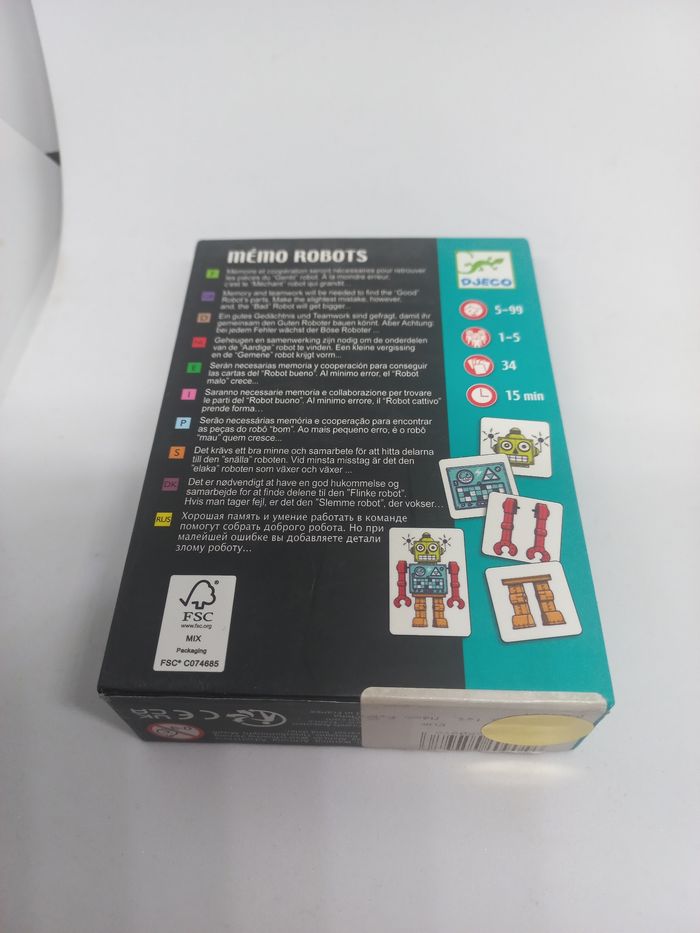 MÉMO ROBOTS
F
Mémoire et coopération seront nécessaires pour retrouver
les pièces du "Gentil" robot. À la moindre erreur,
c'est le "Méchant" robot qui grandit...
GB
Memory and teamwork will be needed to find the "Good"
Robot's parts. Make the slightest mistake, however,
and, the "Bad" Robot will get bigger...
D
Ein gutes Gedächtnis und Teamwork sind gefragt, damit ihr
gemeinsam den Guten Roboter bauen könnt. Aber Achtung:
bei jedem Fehler wächst der Böse Roboter...
NL
Geheugen en samenwerking zijn nodig om de onderdelen
van de "Aardige" robot te vinden. Een kleine vergissing
en de "Gemene" robot krijgt vorm...
E
Serán necesarias memoria y cooperación para conseguir
las cartas del "Robot bueno". Al mínimo error, el "Robot
malo" crece...
I
Saranno necessarie memoria e collaborazione per trovare
le parti del "Robot buono". Al minimo errore, il "Robot cattivo"
prende forma...
P
Serão necessárias memória e cooperação para encontrar
as peças do robô "bom". Ao mais pequeno erro, é o robô
"mau" quem cresce...
S
Det krävs ett bra minne och samarbete för att hitta delarna
till den "snälla" roboten. Vid minsta misstag är det den
"elaka" roboten som växer och växer ...
DK
Det er nødvendigt at have en god hukommelse og
samarbejde for at finde delene til den "Flinke robot".
Hvis man tager fejl, er det den "Slemme robot", der vokser...
RUS
Хорошая память и умение работать в команде
помогут собрать доброго робота. Но при
малейшей ошибке вы добавляете детали
злому роботу...
DJECO
5-99
1-5
34
15 min
FSC
www.fsc.org
MIX
Packaging
FSC® C074685
UK
CA
CE